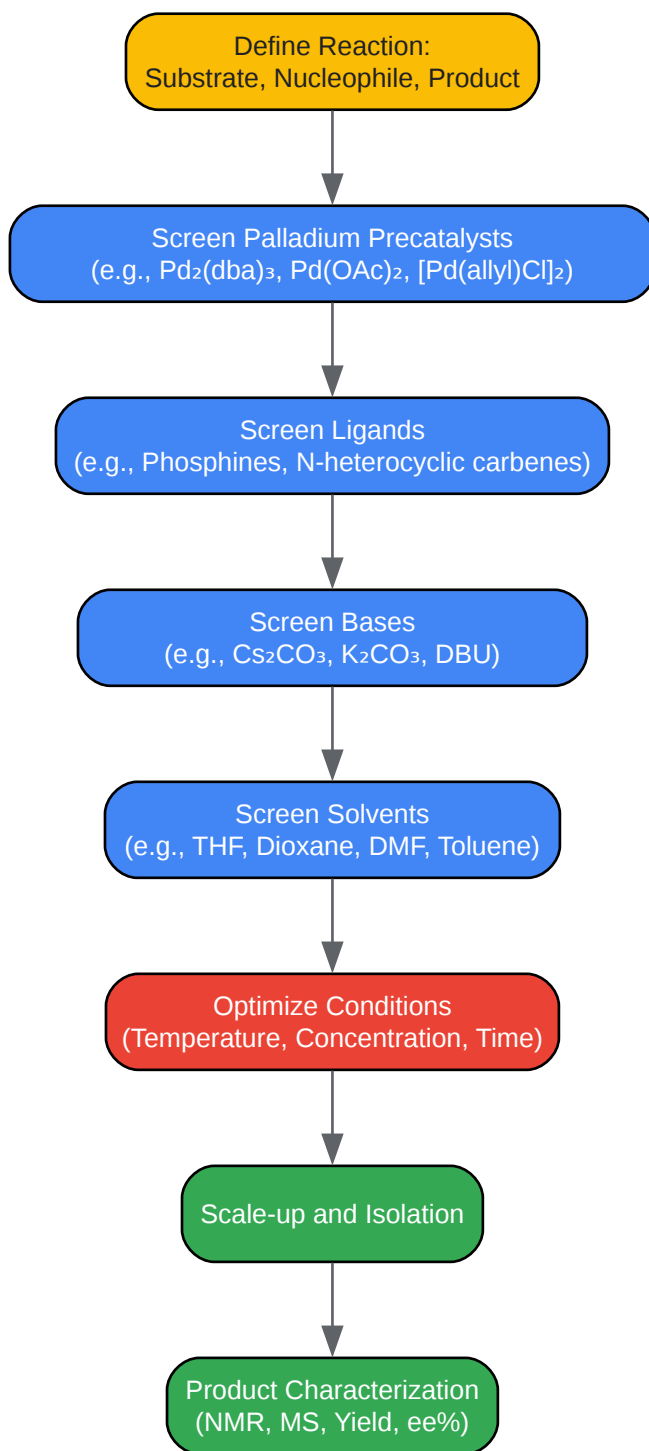 Define Reaction:
Substrate, Nucleophile, Product
Screen Palladium Precatalysts
(e.g., Pd₂(dba)₃, Pd(OAc)₂, [Pd(allyl)Cl]₂)
Screen Ligands
(e.g., Phosphines, N-heterocyclic carbenes)
Screen Bases
(e.g., Cs₂CO₃, K₂CO₃, DBU)
Screen Solvents
(e.g., THF, Dioxane, DMF, Toluene)
Optimize Conditions
(Temperature, Concentration, Time)
Scale-up and Isolation
Product Characterization
(NMR, MS, Yield, ee%)